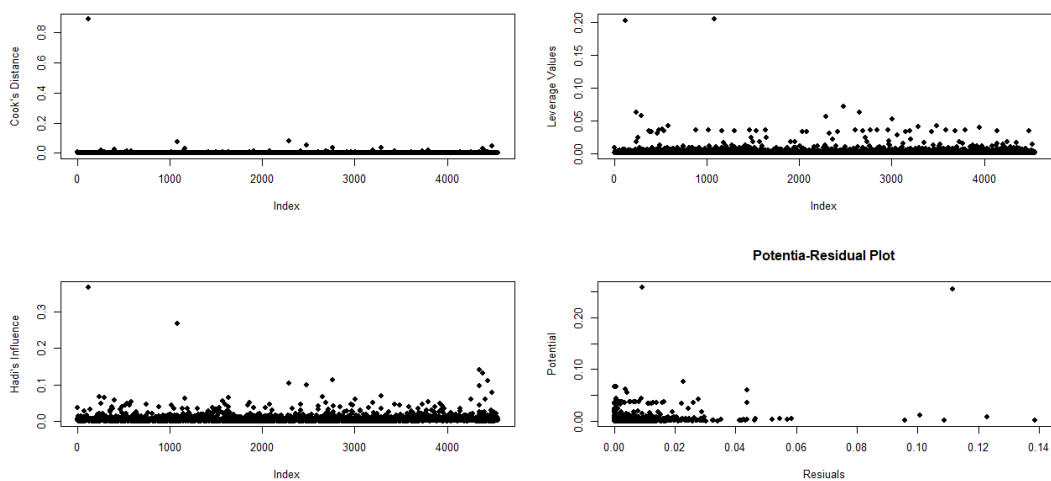 Cook's Distance
0.0 0.2 0.4 0.6 0.8
0 1000 2000 3000 4000
Index
Leverage Values
0.00 0.05 0.10 0.15 0.20
0 1000 2000 3000 4000
Index
Hadi's Influence
0.0 0.1 0.2 0.3
0 1000 2000 3000 4000
Index
Potentia-Residual Plot
Potential
0.00 0.10 0.20
0.00 0.02 0.04 0.06 0.08 0.10 0.12 0.14
Resiuals